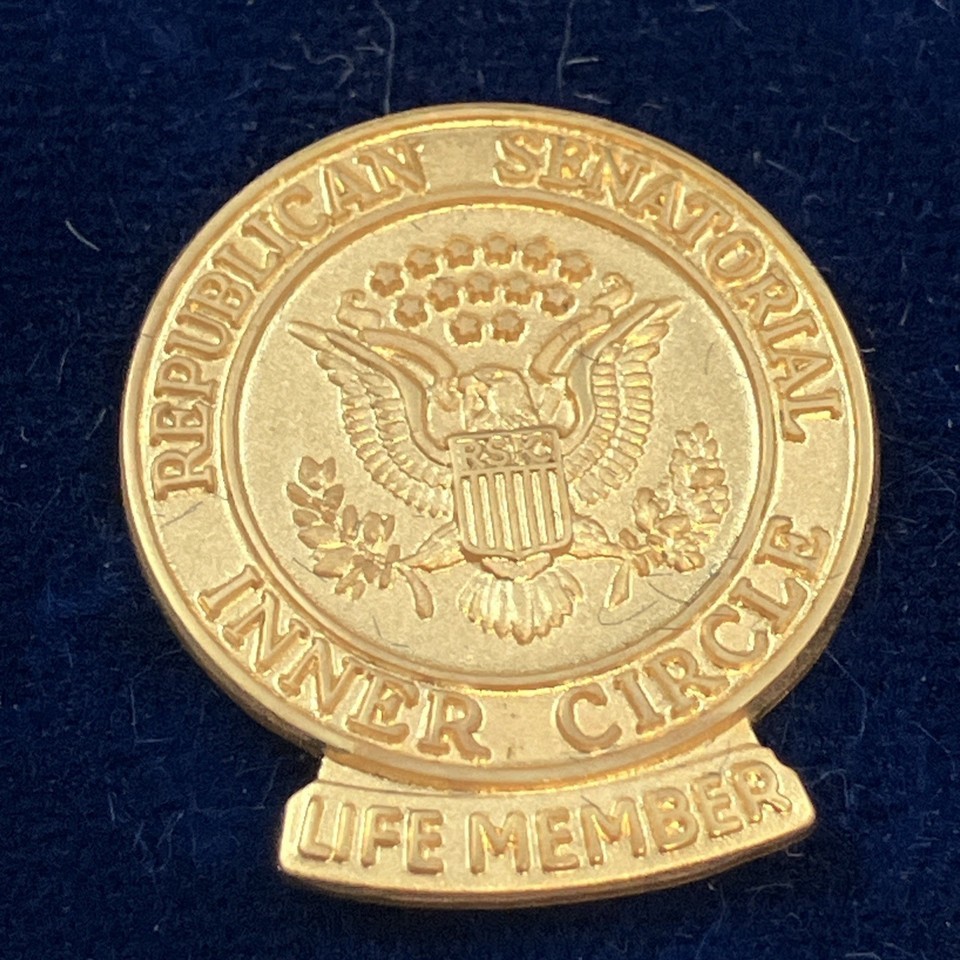 REPUBLICAN SENATORIAL
RSIC
INNER CIRCLE
LIFE MEMBER